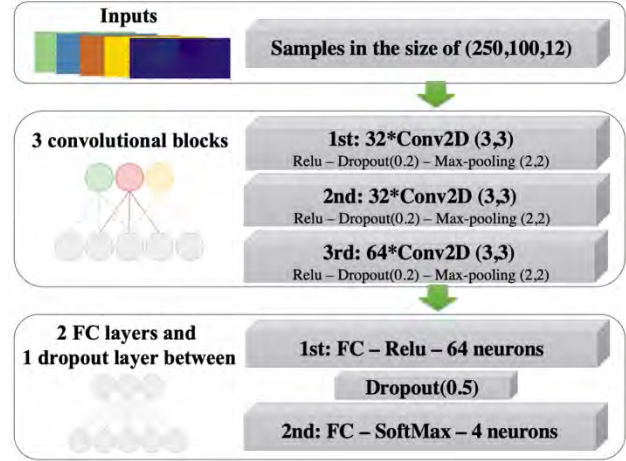 Inputs
Samples in the size of (250,100,12)
3 convolutional blocks
1st: 32*Conv2D (3,3)
Relu – Dropout(0.2) – Max-pooling (2,2)
2nd: 32*Conv2D (3,3)
Relu – Dropout(0.2) – Max-pooling (2,2)
3rd: 64*Conv2D (3,3)
Relu – Dropout(0.2) – Max-pooling (2,2)
2 FC layers and
1 dropout layer between
1st: FC – Relu – 64 neurons
Dropout(0.5)
2nd: FC – SoftMax – 4 neurons